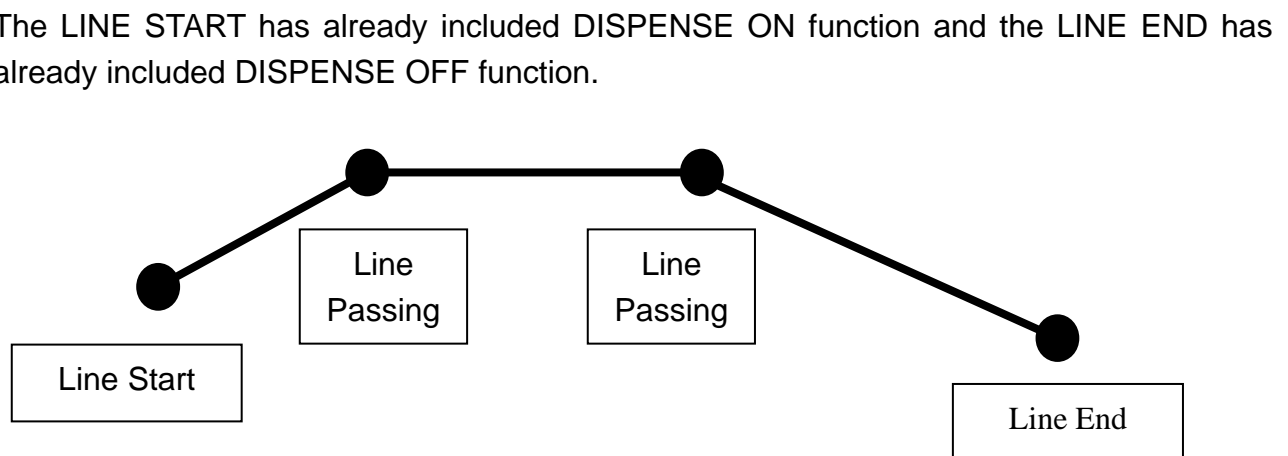 The LINE START has already included DISPENSE ON function and the LINE END has
already included DISPENSE OFF function.
Line
Passing
Line
Passing
Line Start
Line End